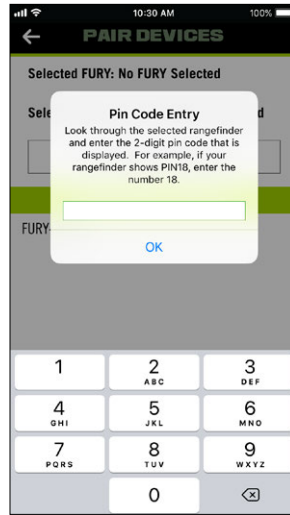 10:30 AM
100%
PAIR DEVICES
Selected FURY: No FURY Selected
Sele d
Pin Code Entry
Look through the selected rangefinder
and enter the 2-digit pin code that is
displayed. For example, if your
rangefinder shows PIN18, enter the
number 18.
FURY-
OK
1
2
ABC
3
DEF
4
GHI
5
JKL
6
MNO
7
PQRS
8
TUV
9
WXYZ
0